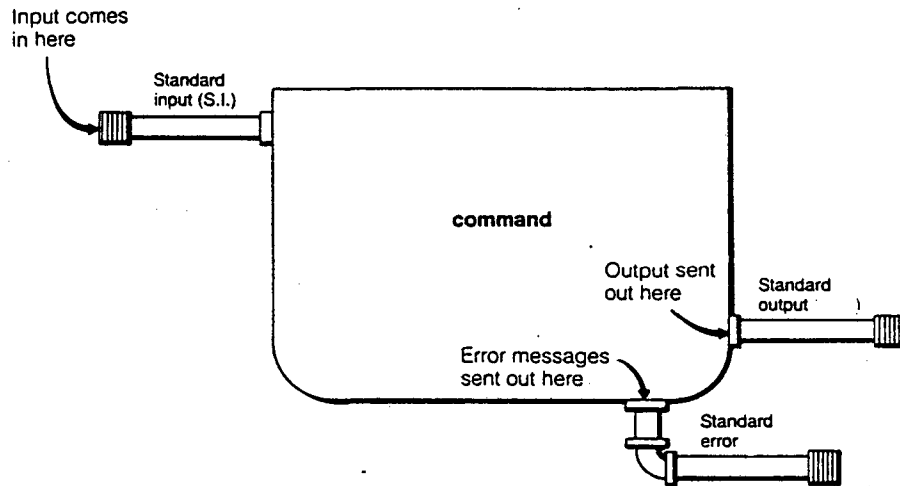 Input comes
in here
Standard
input (S.I.)
command
Output sent
out here
Standard
output
Error messages
sent out here
Standard
error